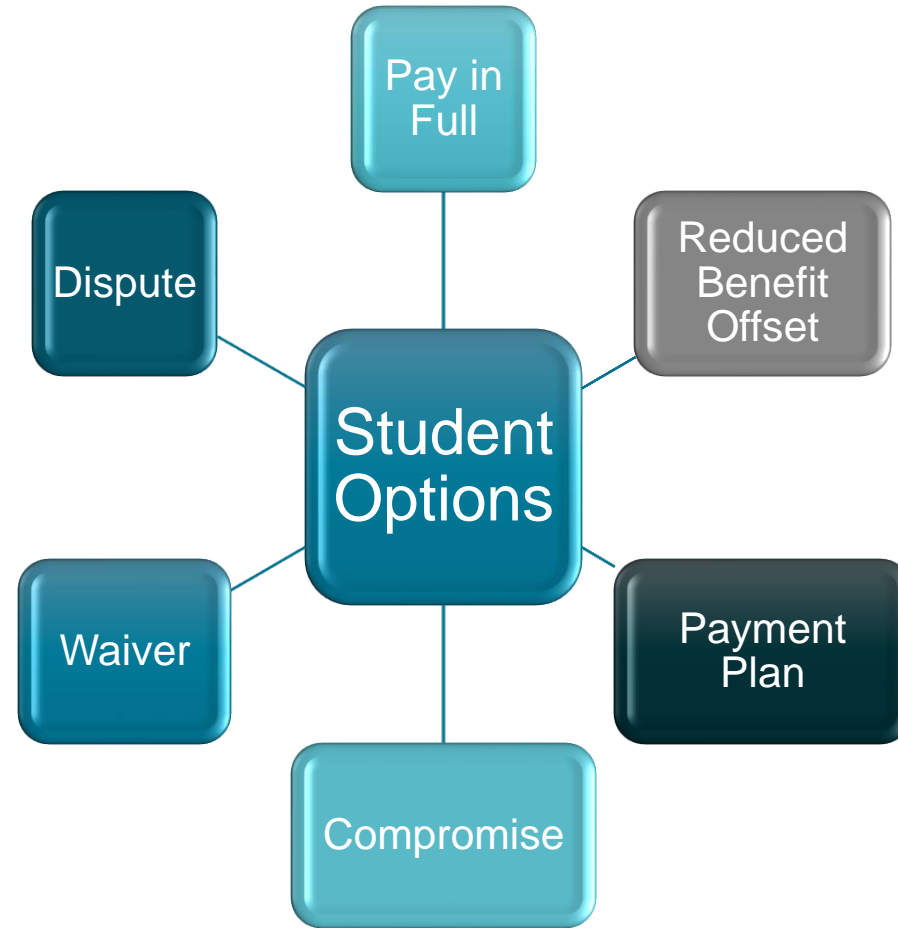 Pay in
Full
Dispute
Reduced
Benefit
Offset
Student
Options
Waiver
Payment
Plan
Compromise